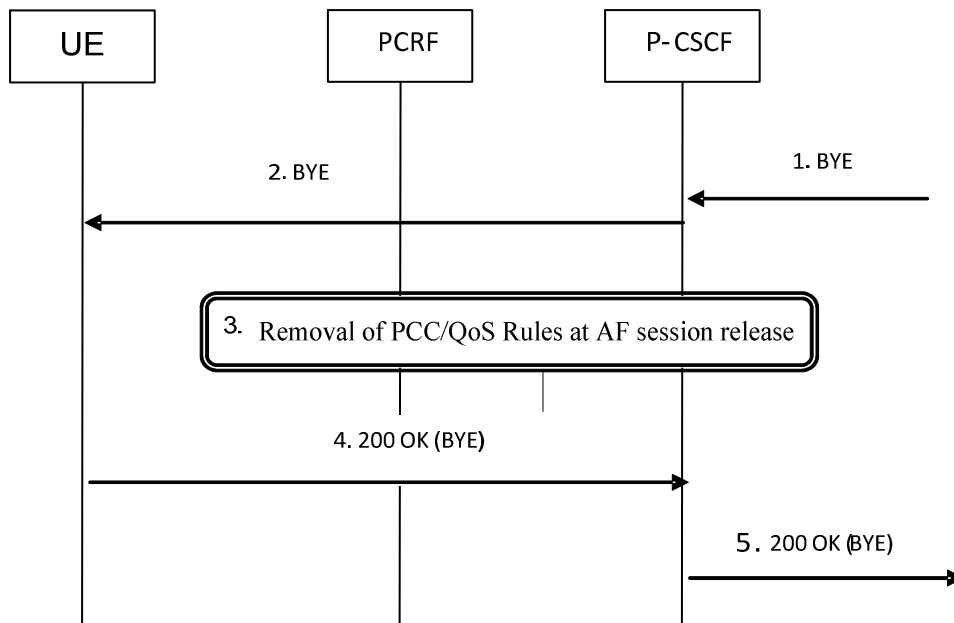 UE
PCRF
P-CSCF
1. BYE
2. BYE
3. Removal of PCC/QoS Rules at AF session release
4. 200 OK (BYE)
5. 200 OK (BYE)